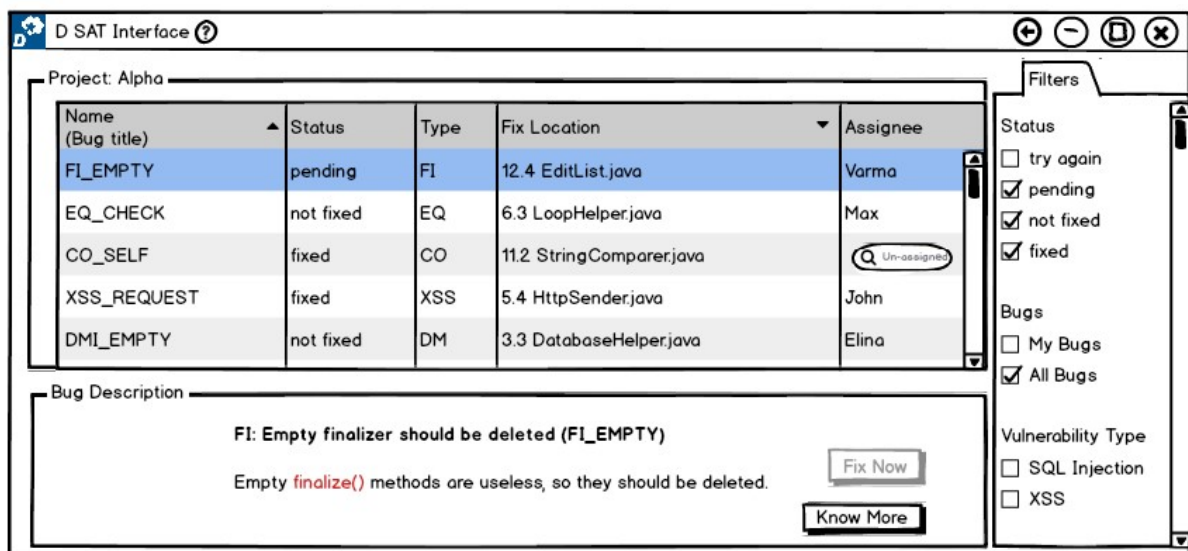 D D SAT Interface ?
Project: Alpha
Name
(Bug title) Status Type Fix Location Assignee
FI_EMPTY pending FI 12.4 EditList.java Varma
EQ_CHECK not fixed EQ 6.3 LoopHelper.java Max
CO_SELF fixed CO 11.2 StringComparer.java Un-assigned
XSS_REQUEST fixed XSS 5.4 HttpSender.java John
DMI_EMPTY not fixed DM 3.3 DatabaseHelper.java Elina
Bug Description
FI: Empty finalizer should be deleted (FI_EMPTY)
Empty finalize() methods are useless, so they should be deleted.
Fix Now
Know More
Filters
Status
try again
pending
not fixed
fixed
Bugs
My Bugs
All Bugs
Vulnerability Type
SQL Injection
XSS